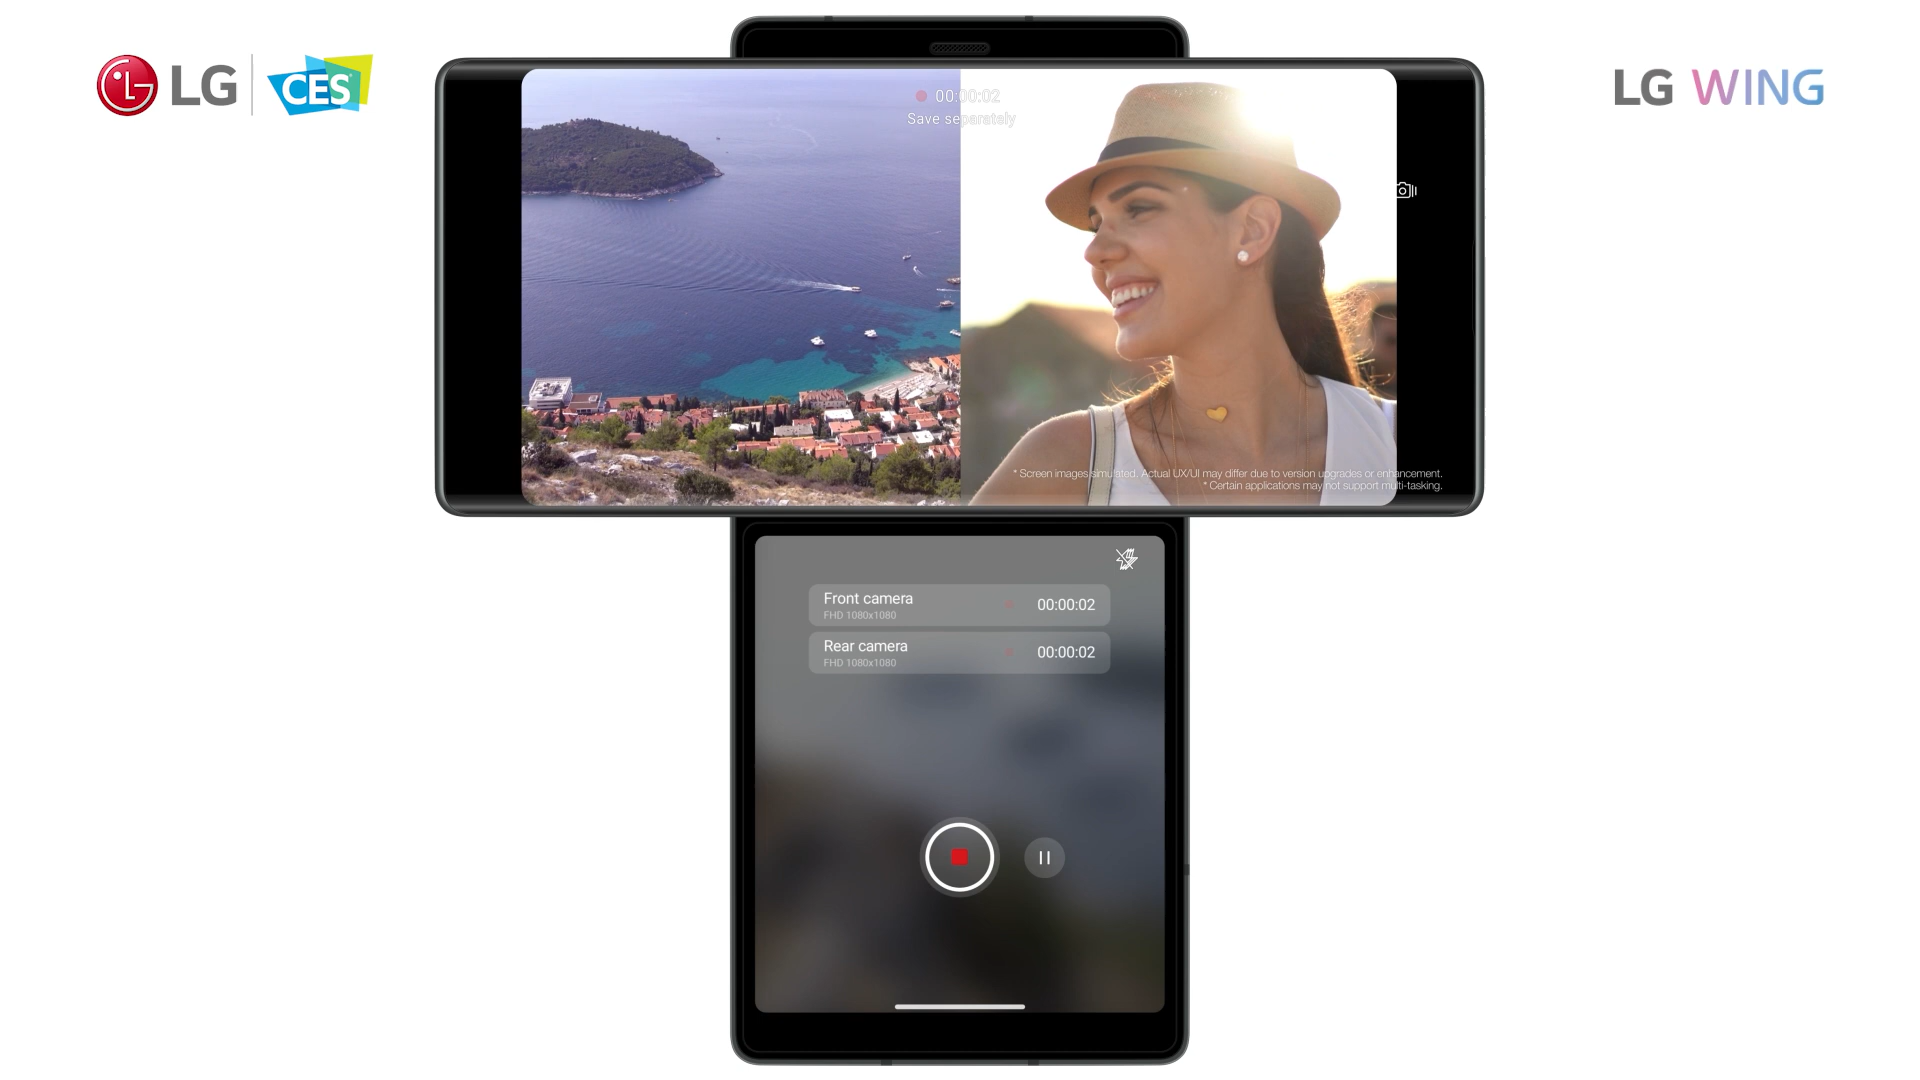 LG
CES
LG WING
00:00:02
Save separately
* Screen images simulated. Actual UX/UI may differ due to version upgrades or enhancement.
* Certain applications may not support multi-tasking.
Front camera
FHD 1080x1080
00:00:02
Rear camera
FHD 1080x1080
00:00:02